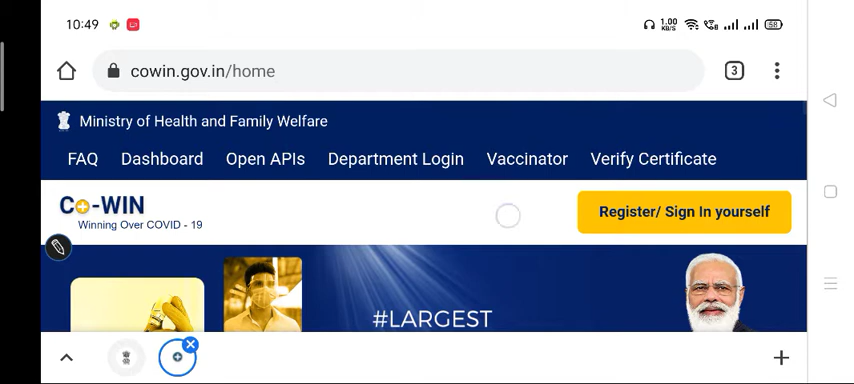 10:49
1.00 KB/S
58
cowin.gov.in/home
3
Ministry of Health and Family Welfare
FAQ Dashboard Open APIs Department Login Vaccinator Verify Certificate
Co-WIN
Winning Over COVID - 19
Register/ Sign In yourself
#LARGEST